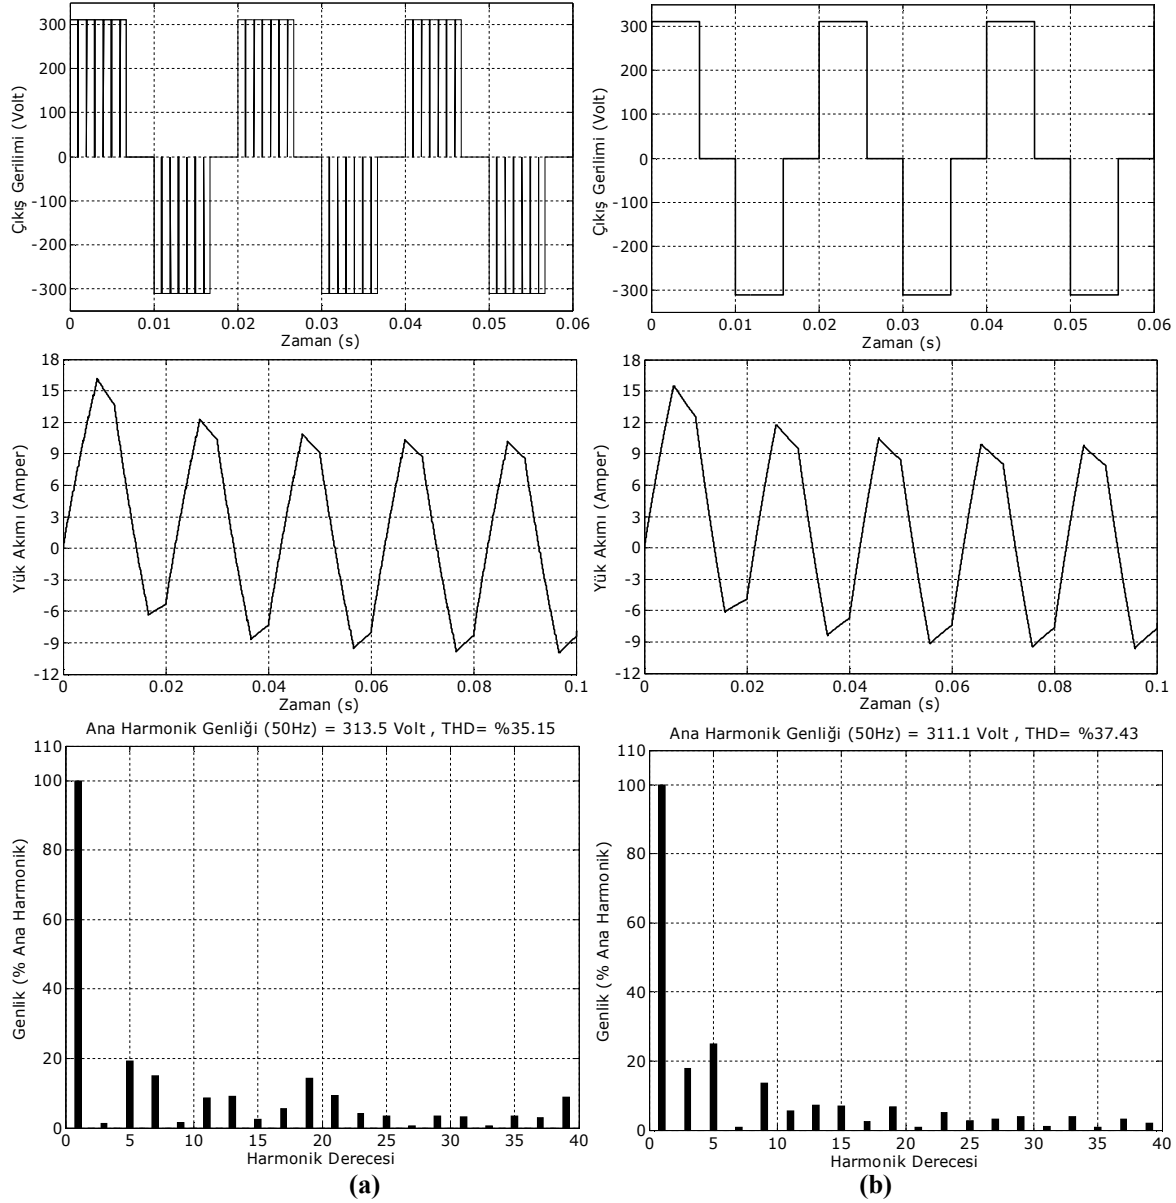 Çıkış Gerilimi (Volt)
300
200
100
0
-100
-200
-300
0 0.01 0.02 0.03 0.04 0.05 0.06
Zaman (s)
Çıkış Gerilimi (Volt)
300
200
100
0
-100
-200
-300
0 0.01 0.02 0.03 0.04 0.05 0.06
Zaman (s)
Yük Akımı (Amper)
18
15
12
9
6
3
0
-3
-6
-9
-12
0 0.02 0.04 0.06 0.08 0.1
Zaman (s)
Yük Akımı (Amper)
18
15
12
9
6
3
0
-3
-6
-9
-12
0 0.02 0.04 0.06 0.08 0.1
Zaman (s)
Ana Harmonik Genliği (50Hz) = 313.5 Volt , THD= %35.15
Genlik (% Ana Harmonik)
110
100
80
60
40
20
0
0 5 10 15 20 25 30 35 40
Harmonik Derecesi
(a)
Ana Harmonik Genliği (50Hz) = 311.1 Volt , THD= %37.43
Genlik (% Ana Harmonik)
110
100
80
60
40
20
0
0 5 10 15 20 25 30 35 40
Harmonik Derecesi
(b)